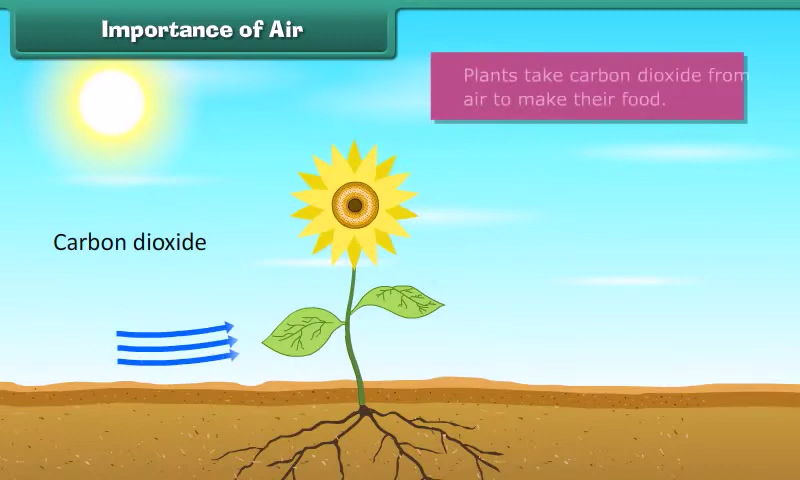 Importance of Air
Plants take carbon dioxide from
air to make their food.
Carbon dioxide